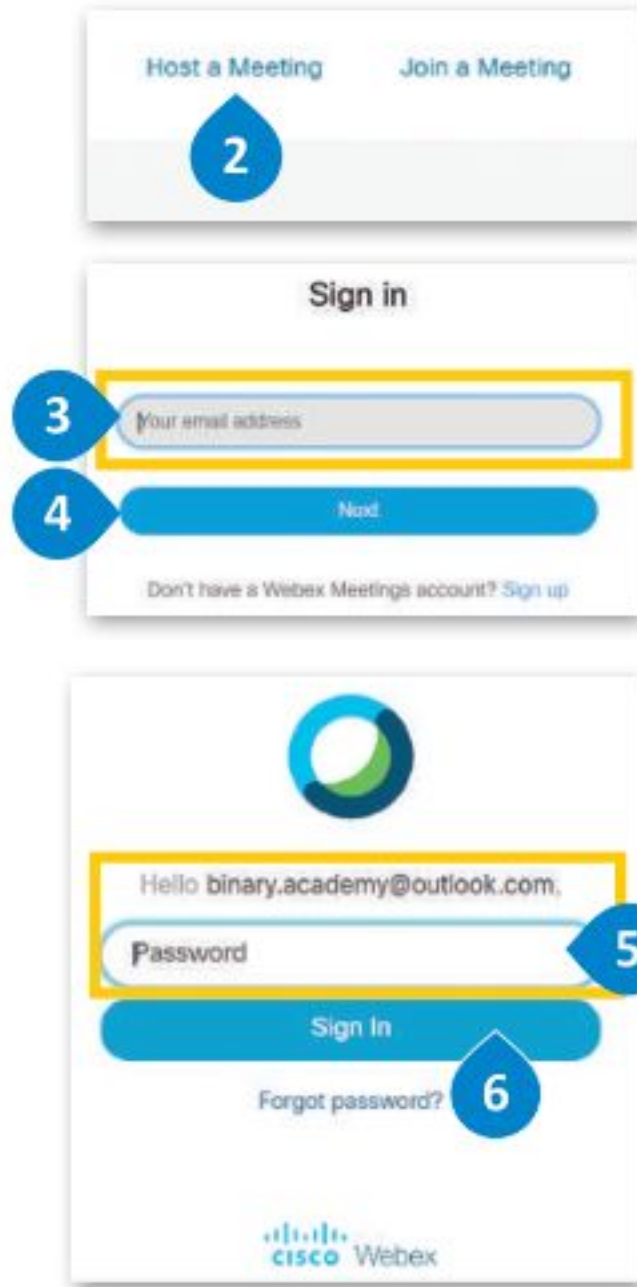 Host a Meeting Join a Meeting
2
Sign in
3
Your email address
4
Next
Don't have a Webex Meetings account? Sign up
Hello binary.academy@outlook.com,
Password
5
Sign In
Forgot password?
6
CISCO Webex